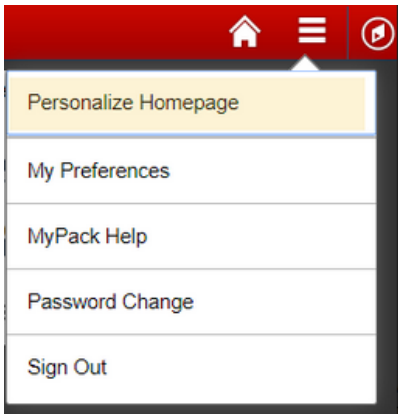 Personalize Homepage
My Preferences
MyPack Help
Password Change
Sign Out